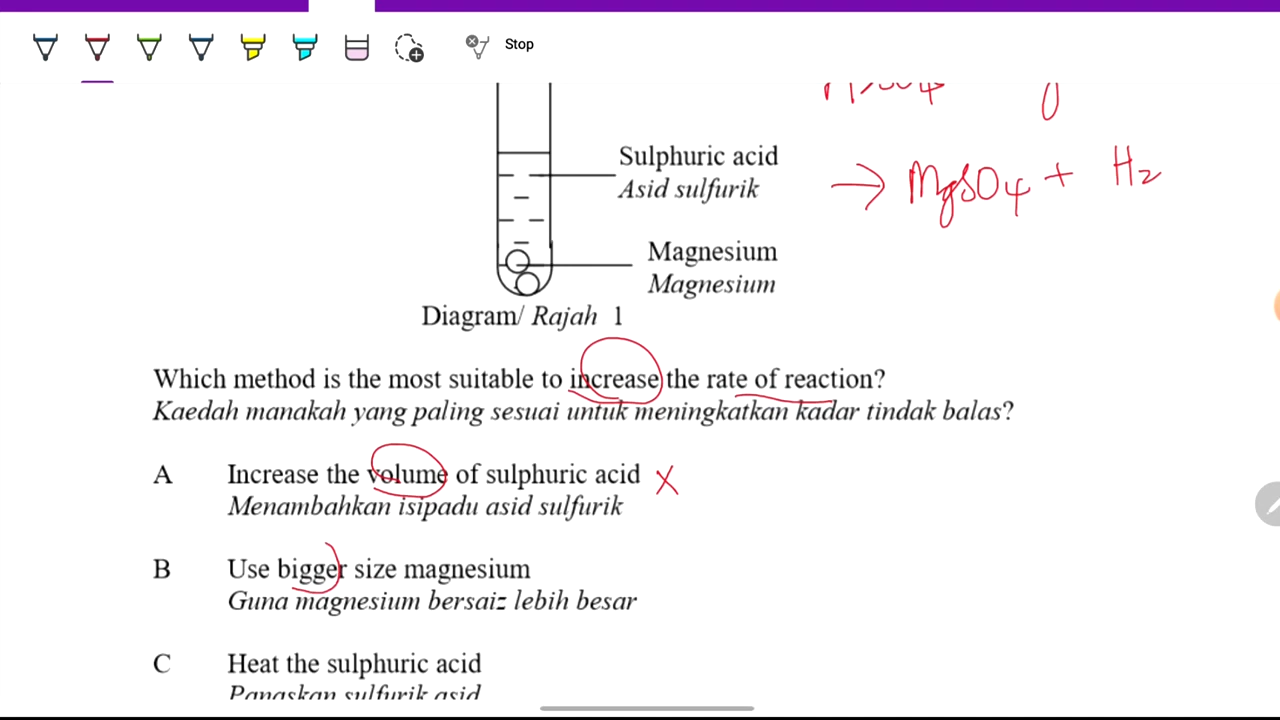 Stop
Sulphuric acid
Asid sulfurik
→ MgSO4 + H2
Magnesium
Magnesium
Diagram/ Rajah 1
Which method is the most suitable to increase the rate of reaction?
Kaedah manakah yang paling sesuai untuk meningkatkan kadar tindak balas?
A Increase the volume of sulphuric acid X
Menambahkan isipadu asid sulfurik
B Use bigger size magnesium
Guna magnesium bersaiz lebih besar
C Heat the sulphuric acid
Panaskan sulfurik asid